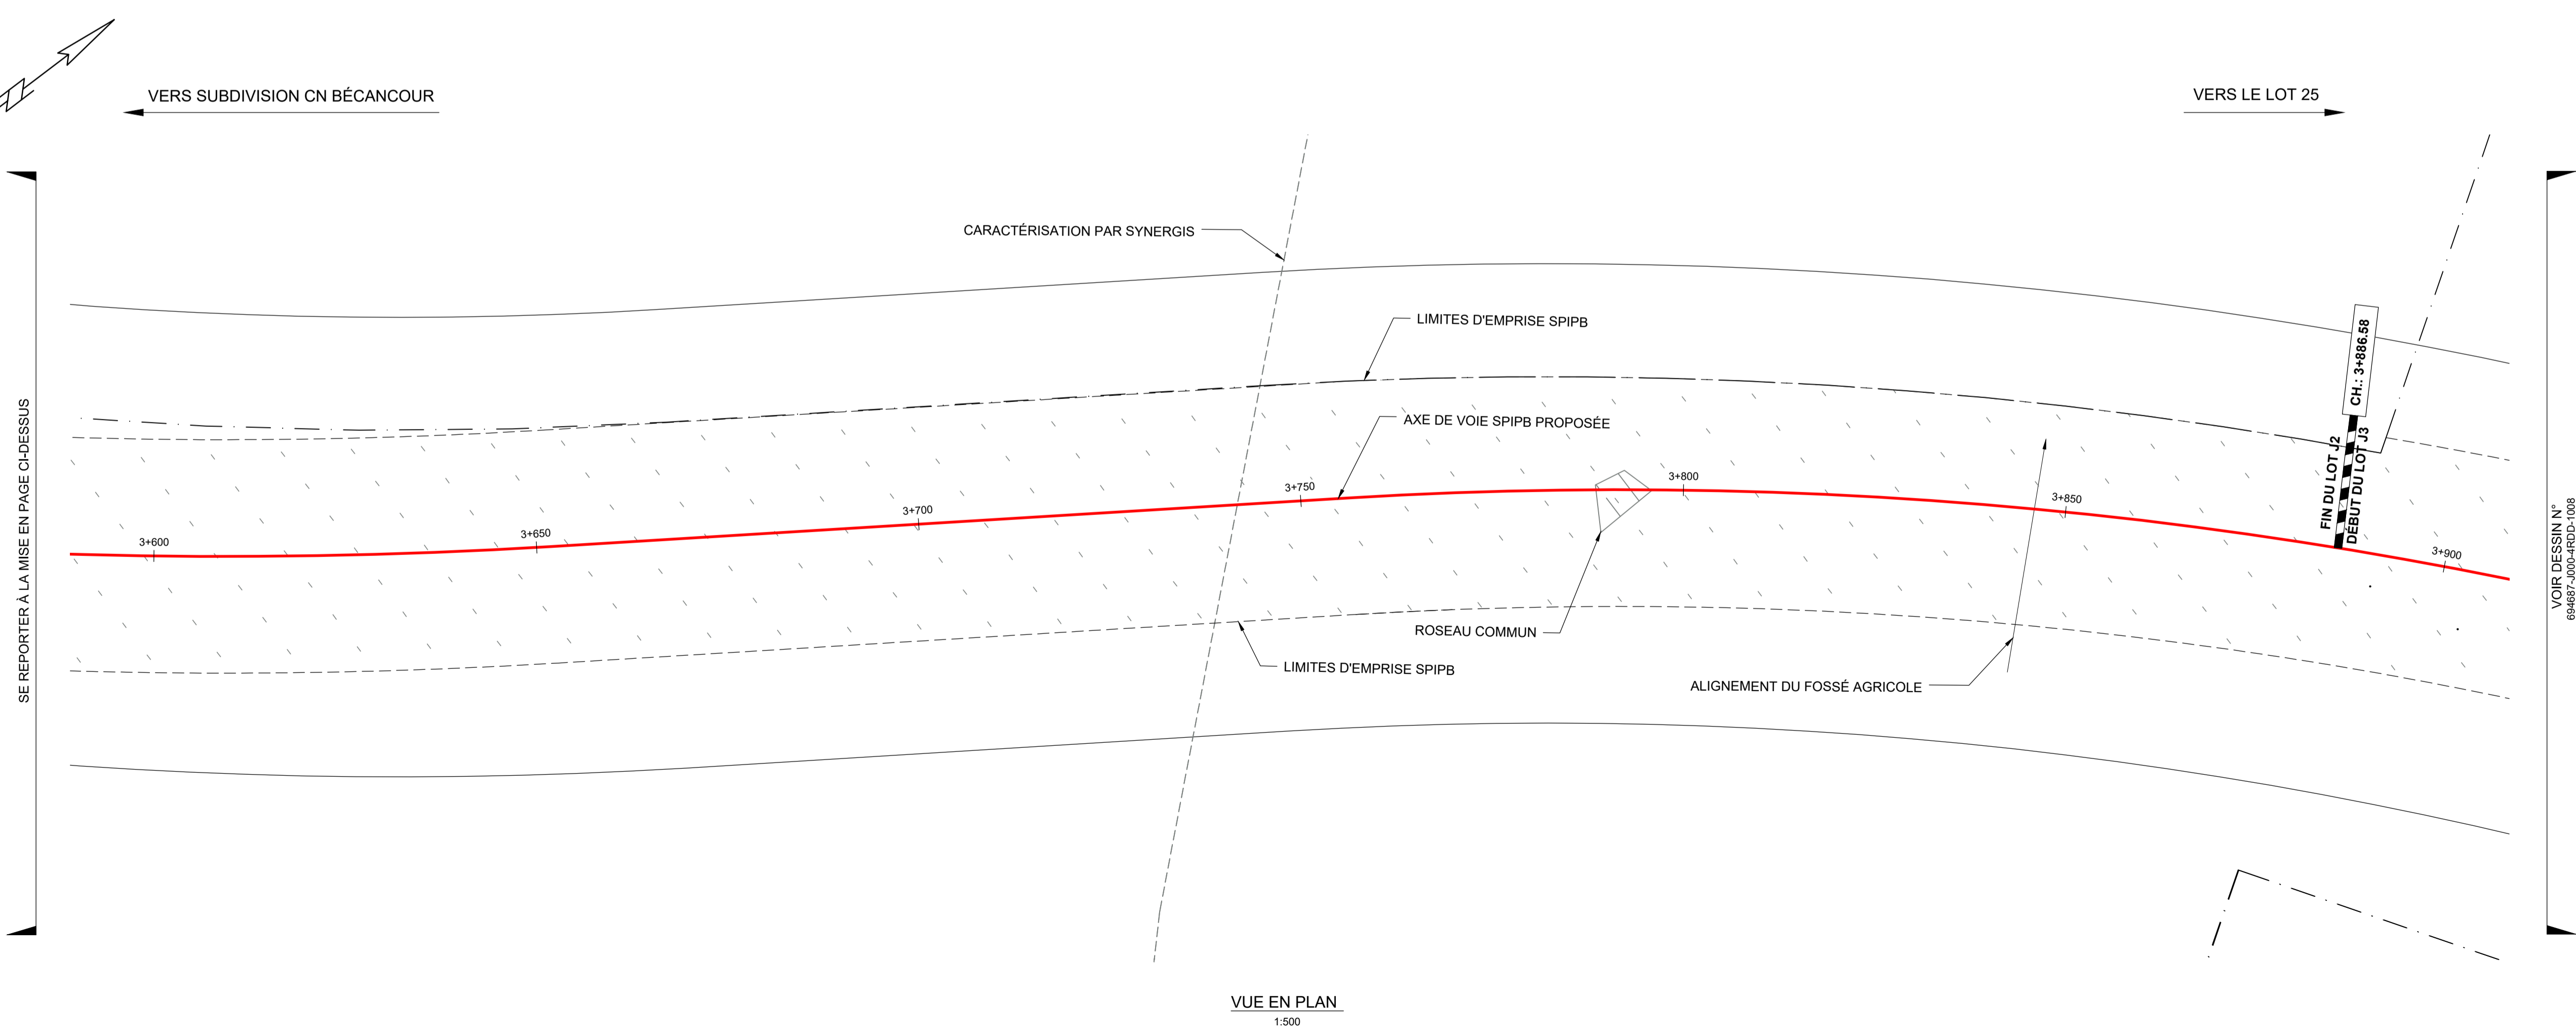 VERS SUBDIVISION CN BÉCANCOUR
VERS LE LOT 25
SE REPORTER À LA MISE EN PAGE CI-DESSUS
CARACTÉRISATION PAR SYNERGIS
LIMITES D'EMPRISE SPIPB
AXE DE VOIE SPIPB PROPOSÉE
3+600
3+650
3+700
3+750
3+800
3+850
3+900
CH.: 3+886.58
FIN DU LOT J2
DEBUT DU LOT J3
ROSEAU COMMUN
LIMITES D'EMPRISE SPIPB
ALIGNEMENT DU FOSSÉ AGRICOLE
VOIR DESSIN N°
694687-J000-4RDD-1008
VUE EN PLAN
1:500